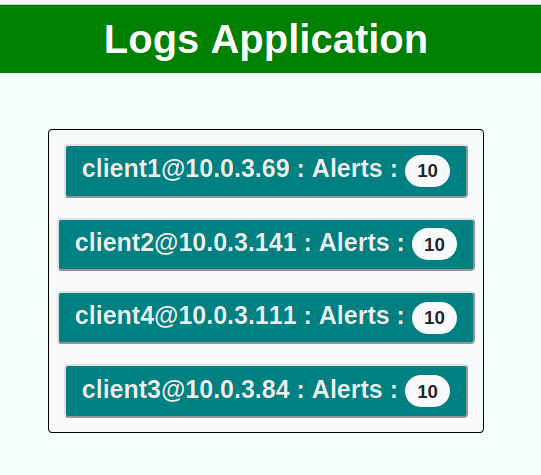 Logs Application
client1@10.0.3.69 : Alerts : 10
client2@10.0.3.141 : Alerts : 10
client4@10.0.3.111 : Alerts : 10
client3@10.0.3.84 : Alerts : 10